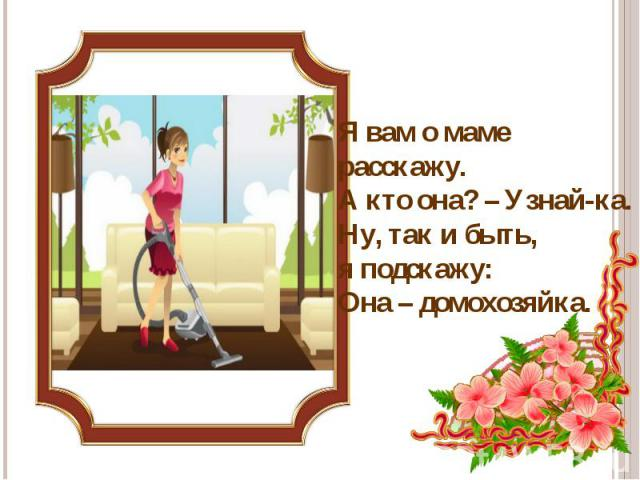 Я вам о маме
расскажу.
А кто она? – Узнай-ка.
Ну, так и быть,
я подскажу:
Она – домохозяйка.